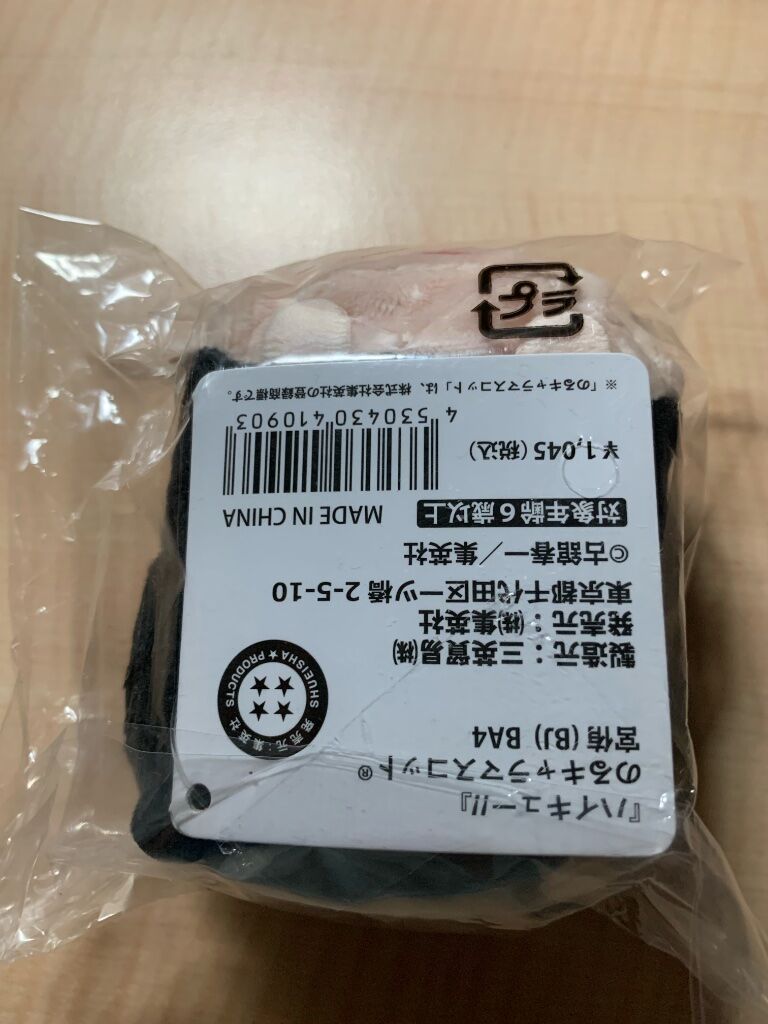 『ハイキュー!!』
のるキャラマスコット®
宮侑 (BJ) BA4
製造元：三英貿易㈱
発売元：㈱集英社
東京都千代田区一ツ橋 2-5-10
©古舘春一／集英社
対象年齢6歳以上 MADE IN CHINA
￥1,045 (税込)
4 530430 410903
※「のるキャラマスコット」は、株式会社集英社の登録商標です。
SHUEISHA★PRODUCTS
発売元：集英社
プラ